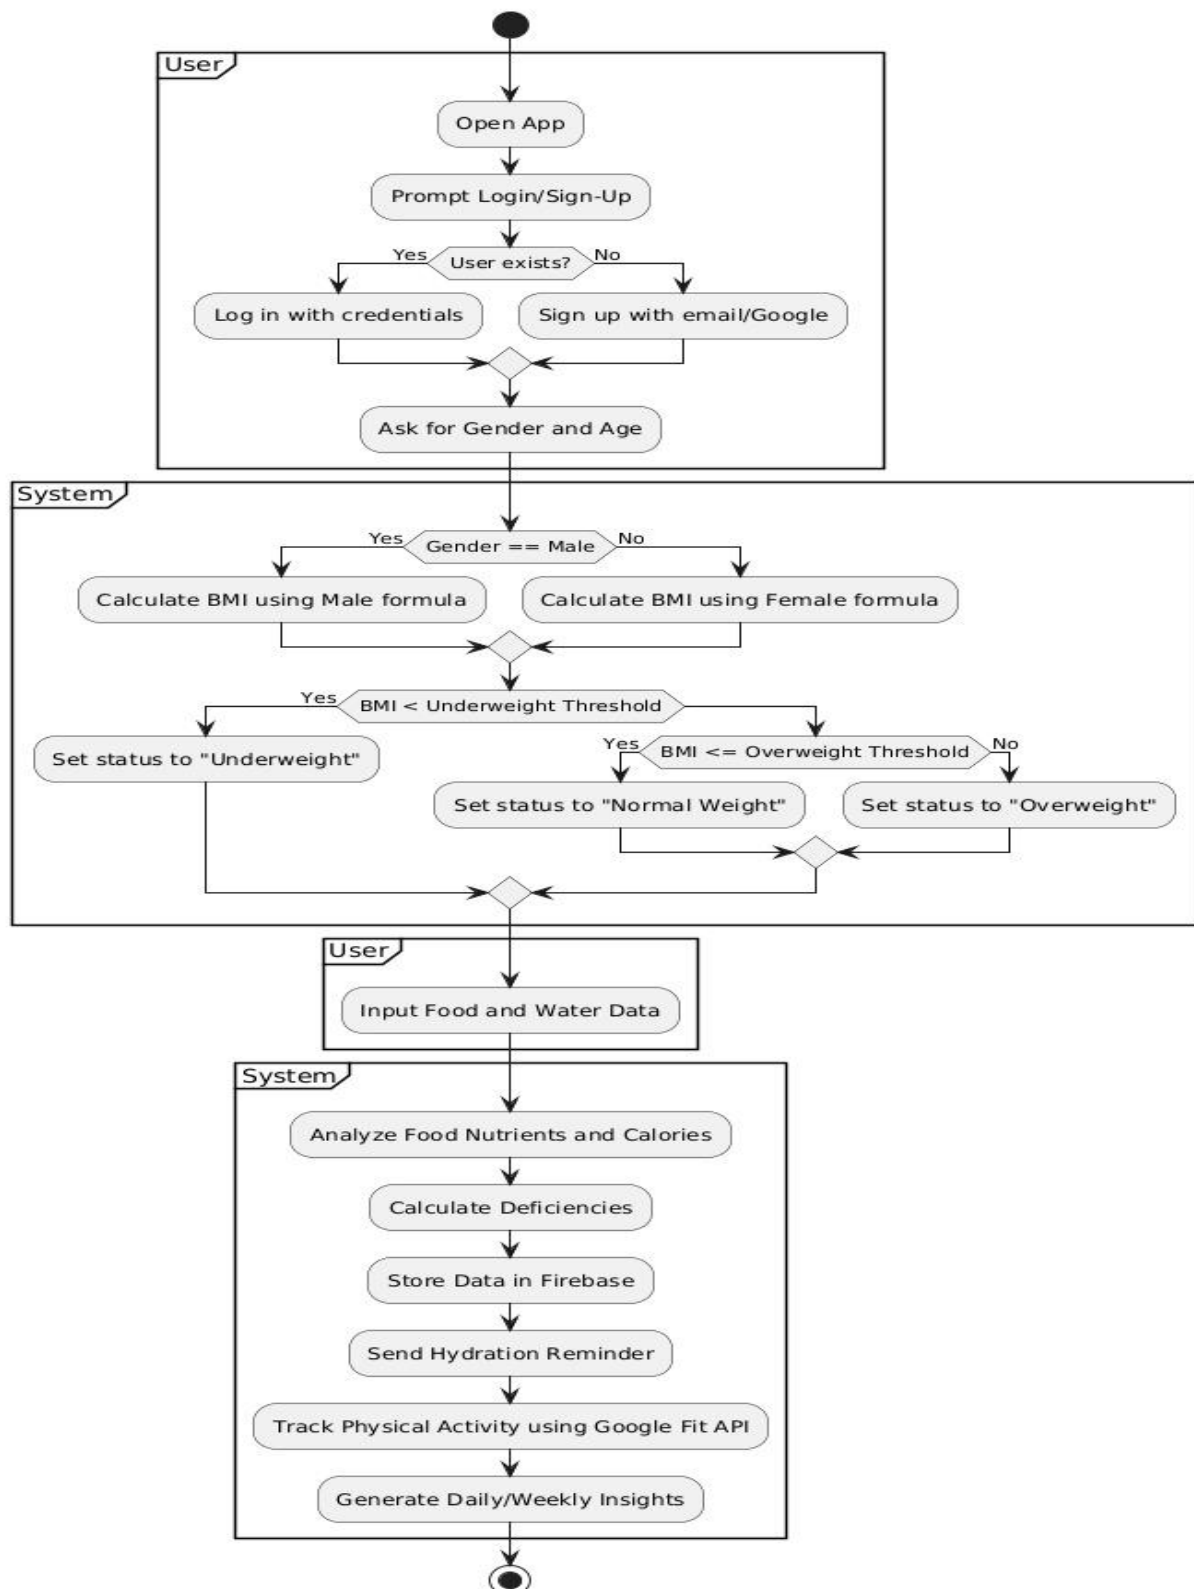 User
Open App
Prompt Login/Sign-Up
Yes
User exists?
No
Log in with credentials
Sign up with email/Google
Ask for Gender and Age
System
Yes
Gender == Male
No
Calculate BMI using Male formula
Calculate BMI using Female formula
Yes
BMI < Underweight Threshold
Set status to "Underweight"
Yes
BMI <= Overweight Threshold
No
Set status to "Normal Weight"
Set status to "Overweight"
User
Input Food and Water Data
System
Analyze Food Nutrients and Calories
Calculate Deficiencies
Store Data in Firebase
Send Hydration Reminder
Track Physical Activity using Google Fit API
Generate Daily/Weekly Insights